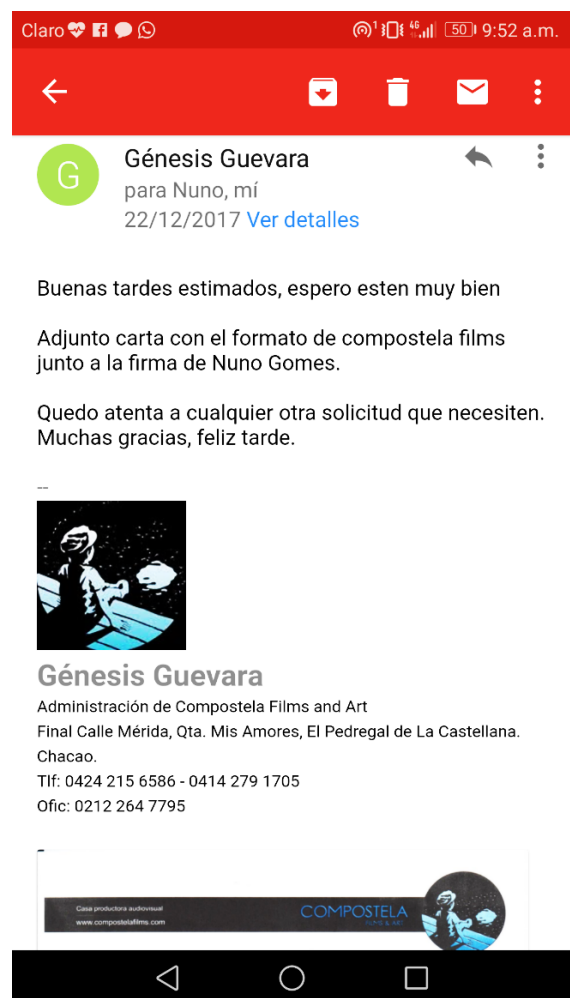 Claro
1
4G
50
9:52 a.m.
G
Génesis Guevara
para Nuno, mí
22/12/2017 Ver detalles
Buenas tardes estimados, espero esten muy bien
Adjunto carta con el formato de compostela films
junto a la firma de Nuno Gomes.
Quedo atenta a cualquier otra solicitud que necesiten.
Muchas gracias, feliz tarde.
--
Génesis Guevara
Administración de Compostela Films and Art
Final Calle Mérida, Qta. Mis Amores, El Pedregal de La Castellana.
Chacao.
Tlf: 0424 215 6586 - 0414 279 1705
Ofic: 0212 264 7795
Casa productora audiovisual
www.compostelafilms.com
COMPOSTELA
FILMS & ART